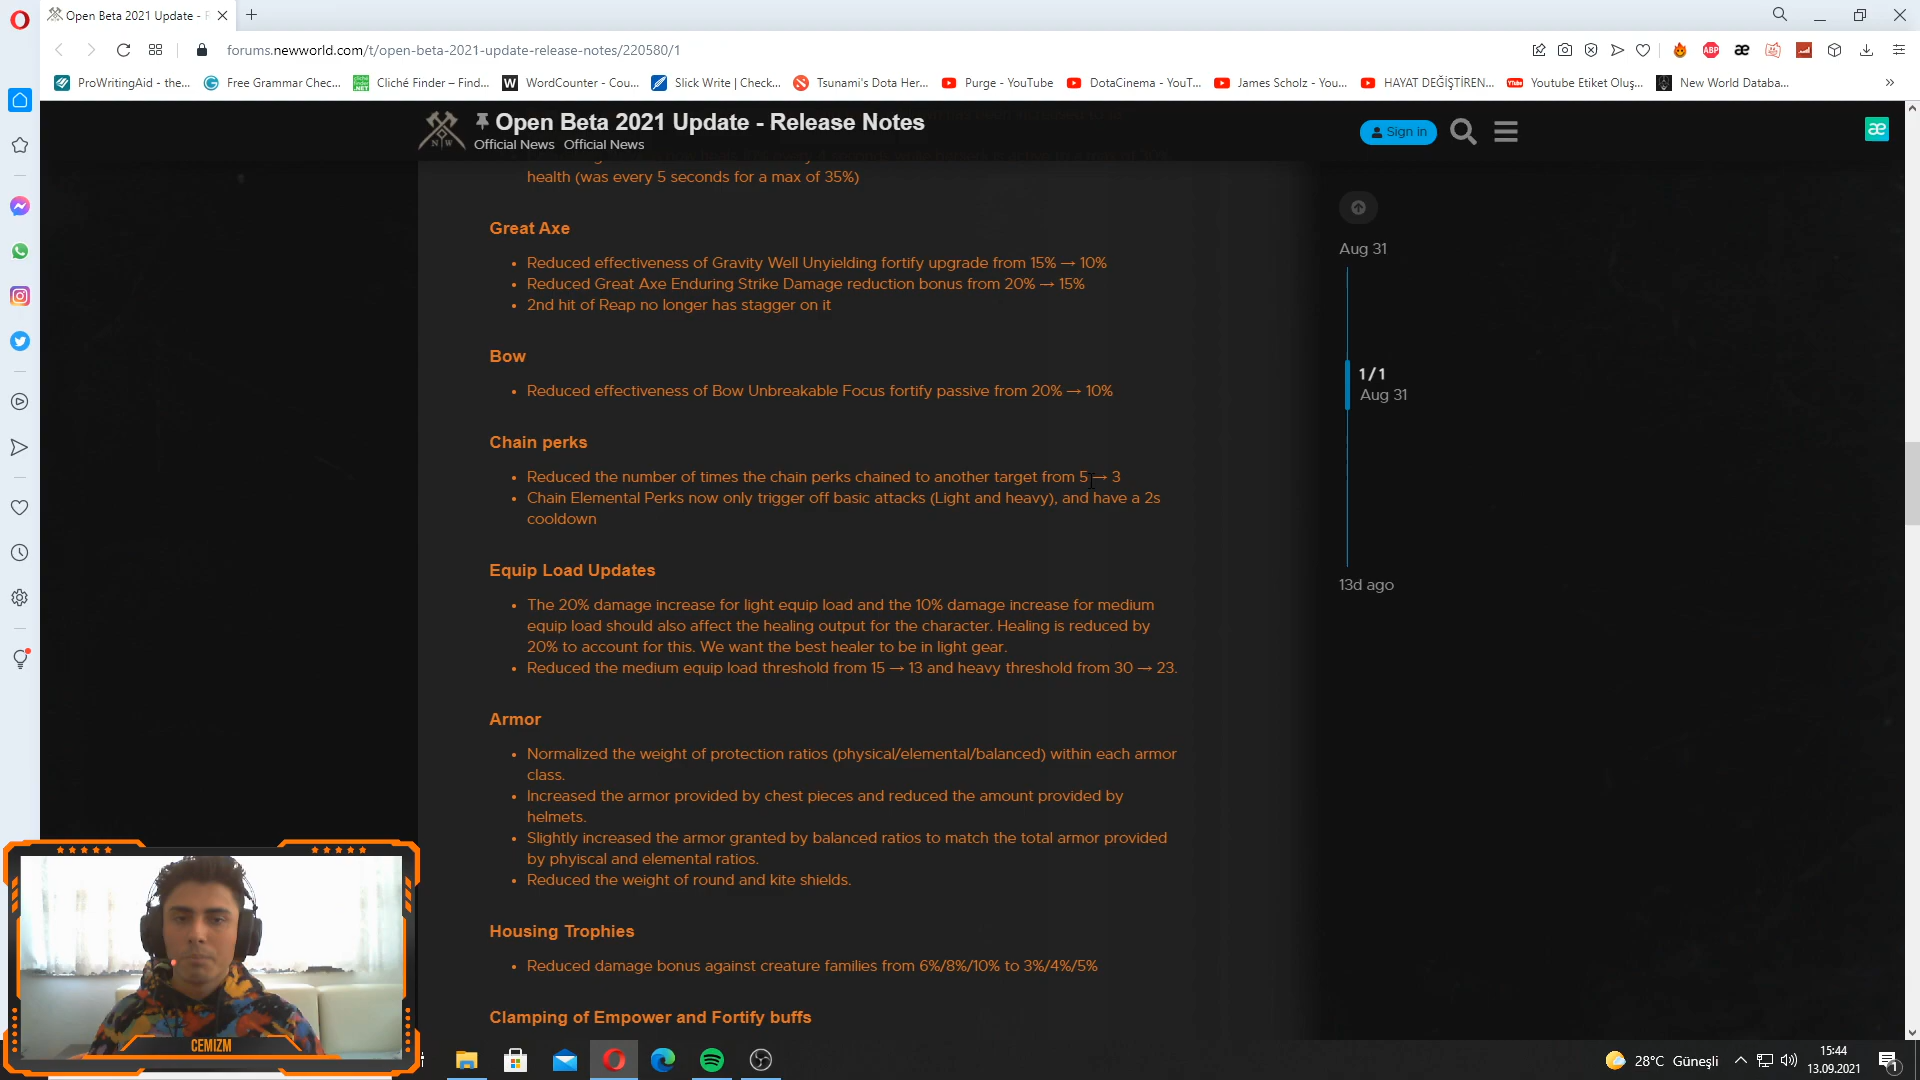 Open Beta 2021 Update - F
forums.newworld.com/t/open-beta-2021-update-release-notes/220580/1
ABP
æ
ProWritingAid - the...
Free Grammar Chec...
Cliché Finder – Find...
WordCounter - Cou...
Slick Write | Check...
Tsunami's Dota Her...
Purge - YouTube
DotaCinema - YouT...
James Scholz - You...
HAYAT DEĞİŞTİREN...
Youtube Etiket Oluş...
New World Databa...
»
Open Beta 2021 Update - Release Notes
Official News Official News
Sign in
æ
health (was every 5 seconds for a max of 35%)
Great Axe
• Reduced effectiveness of Gravity Well Unyielding fortify upgrade from 15% → 10%
• Reduced Great Axe Enduring Strike Damage reduction bonus from 20% → 15%
• 2nd hit of Reap no longer has stagger on it
Bow
• Reduced effectiveness of Bow Unbreakable Focus fortify passive from 20% → 10%
Chain perks
• Reduced the number of times the chain perks chained to another target from 5 → 3
• Chain Elemental Perks now only trigger off basic attacks (Light and heavy), and have a 2s
cooldown
Equip Load Updates
• The 20% damage increase for light equip load and the 10% damage increase for medium
equip load should also affect the healing output for the character. Healing is reduced by
20% to account for this. We want the best healer to be in light gear.
• Reduced the medium equip load threshold from 15 → 13 and heavy threshold from 30 → 23.
Armor
• Normalized the weight of protection ratios (physical/elemental/balanced) within each armor
class.
• Increased the armor provided by chest pieces and reduced the amount provided by
helmets.
• Slightly increased the armor granted by balanced ratios to match the total armor provided
by phyiscal and elemental ratios.
• Reduced the weight of round and kite shields.
Housing Trophies
• Reduced damage bonus against creature families from 6%/8%/10% to 3%/4%/5%
Clamping of Empower and Fortify buffs
Aug 31
1/1
Aug 31
13d ago
CEMIZM
28°C Güneşli
15:44
13.09.2021
1